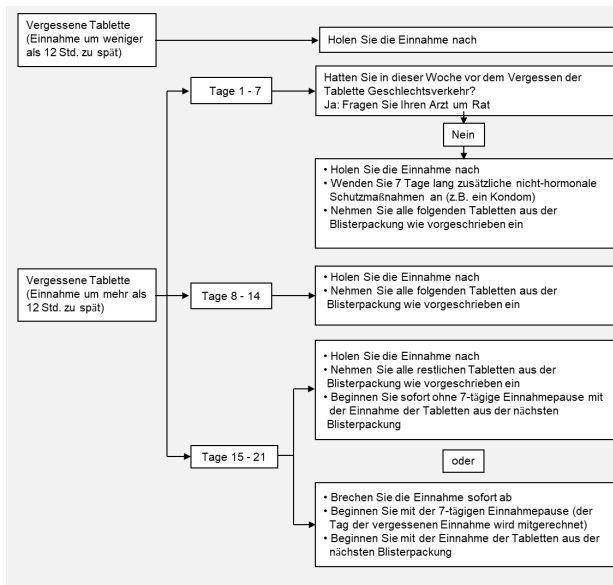 Vergessene Tablette
(Einnahme um weniger
als 12 Std. zu spät)
Holen Sie die Einnahme nach
Tage 1 - 7
Hatten Sie in dieser Woche vor dem Vergessen der
Tablette Geschlechtsverkehr?
Ja: Fragen Sie Ihren Arzt um Rat
Nein
• Holen Sie die Einnahme nach
• Wenden Sie 7 Tage lang zusätzliche nicht-hormonale
Schutzmaßnahmen an (z.B. ein Kondom)
• Nehmen Sie alle folgenden Tabletten aus der
Blisterpackung wie vorgeschrieben ein
Vergessene Tablette
(Einnahme um mehr als
12 Std. zu spät)
Tage 8 - 14
• Holen Sie die Einnahme nach
• Nehmen Sie alle folgenden Tabletten aus der
Blisterpackung wie vorgeschrieben ein
Tage 15 - 21
• Holen Sie die Einnahme nach
• Nehmen Sie alle restlichen Tabletten aus der
Blisterpackung wie vorgeschrieben ein
• Beginnen Sie sofort ohne 7-tägige Einnahmepause mit
der Einnahme der Tabletten aus der nächsten
Blisterpackung
oder
• Brechen Sie die Einnahme sofort ab
• Beginnen Sie mit der 7-tägigen Einnahmepause (der
Tag der vergessenen Einnahme wird mitgerechnet)
• Beginnen Sie mit der Einnahme der Tabletten aus der
nächsten Blisterpackung